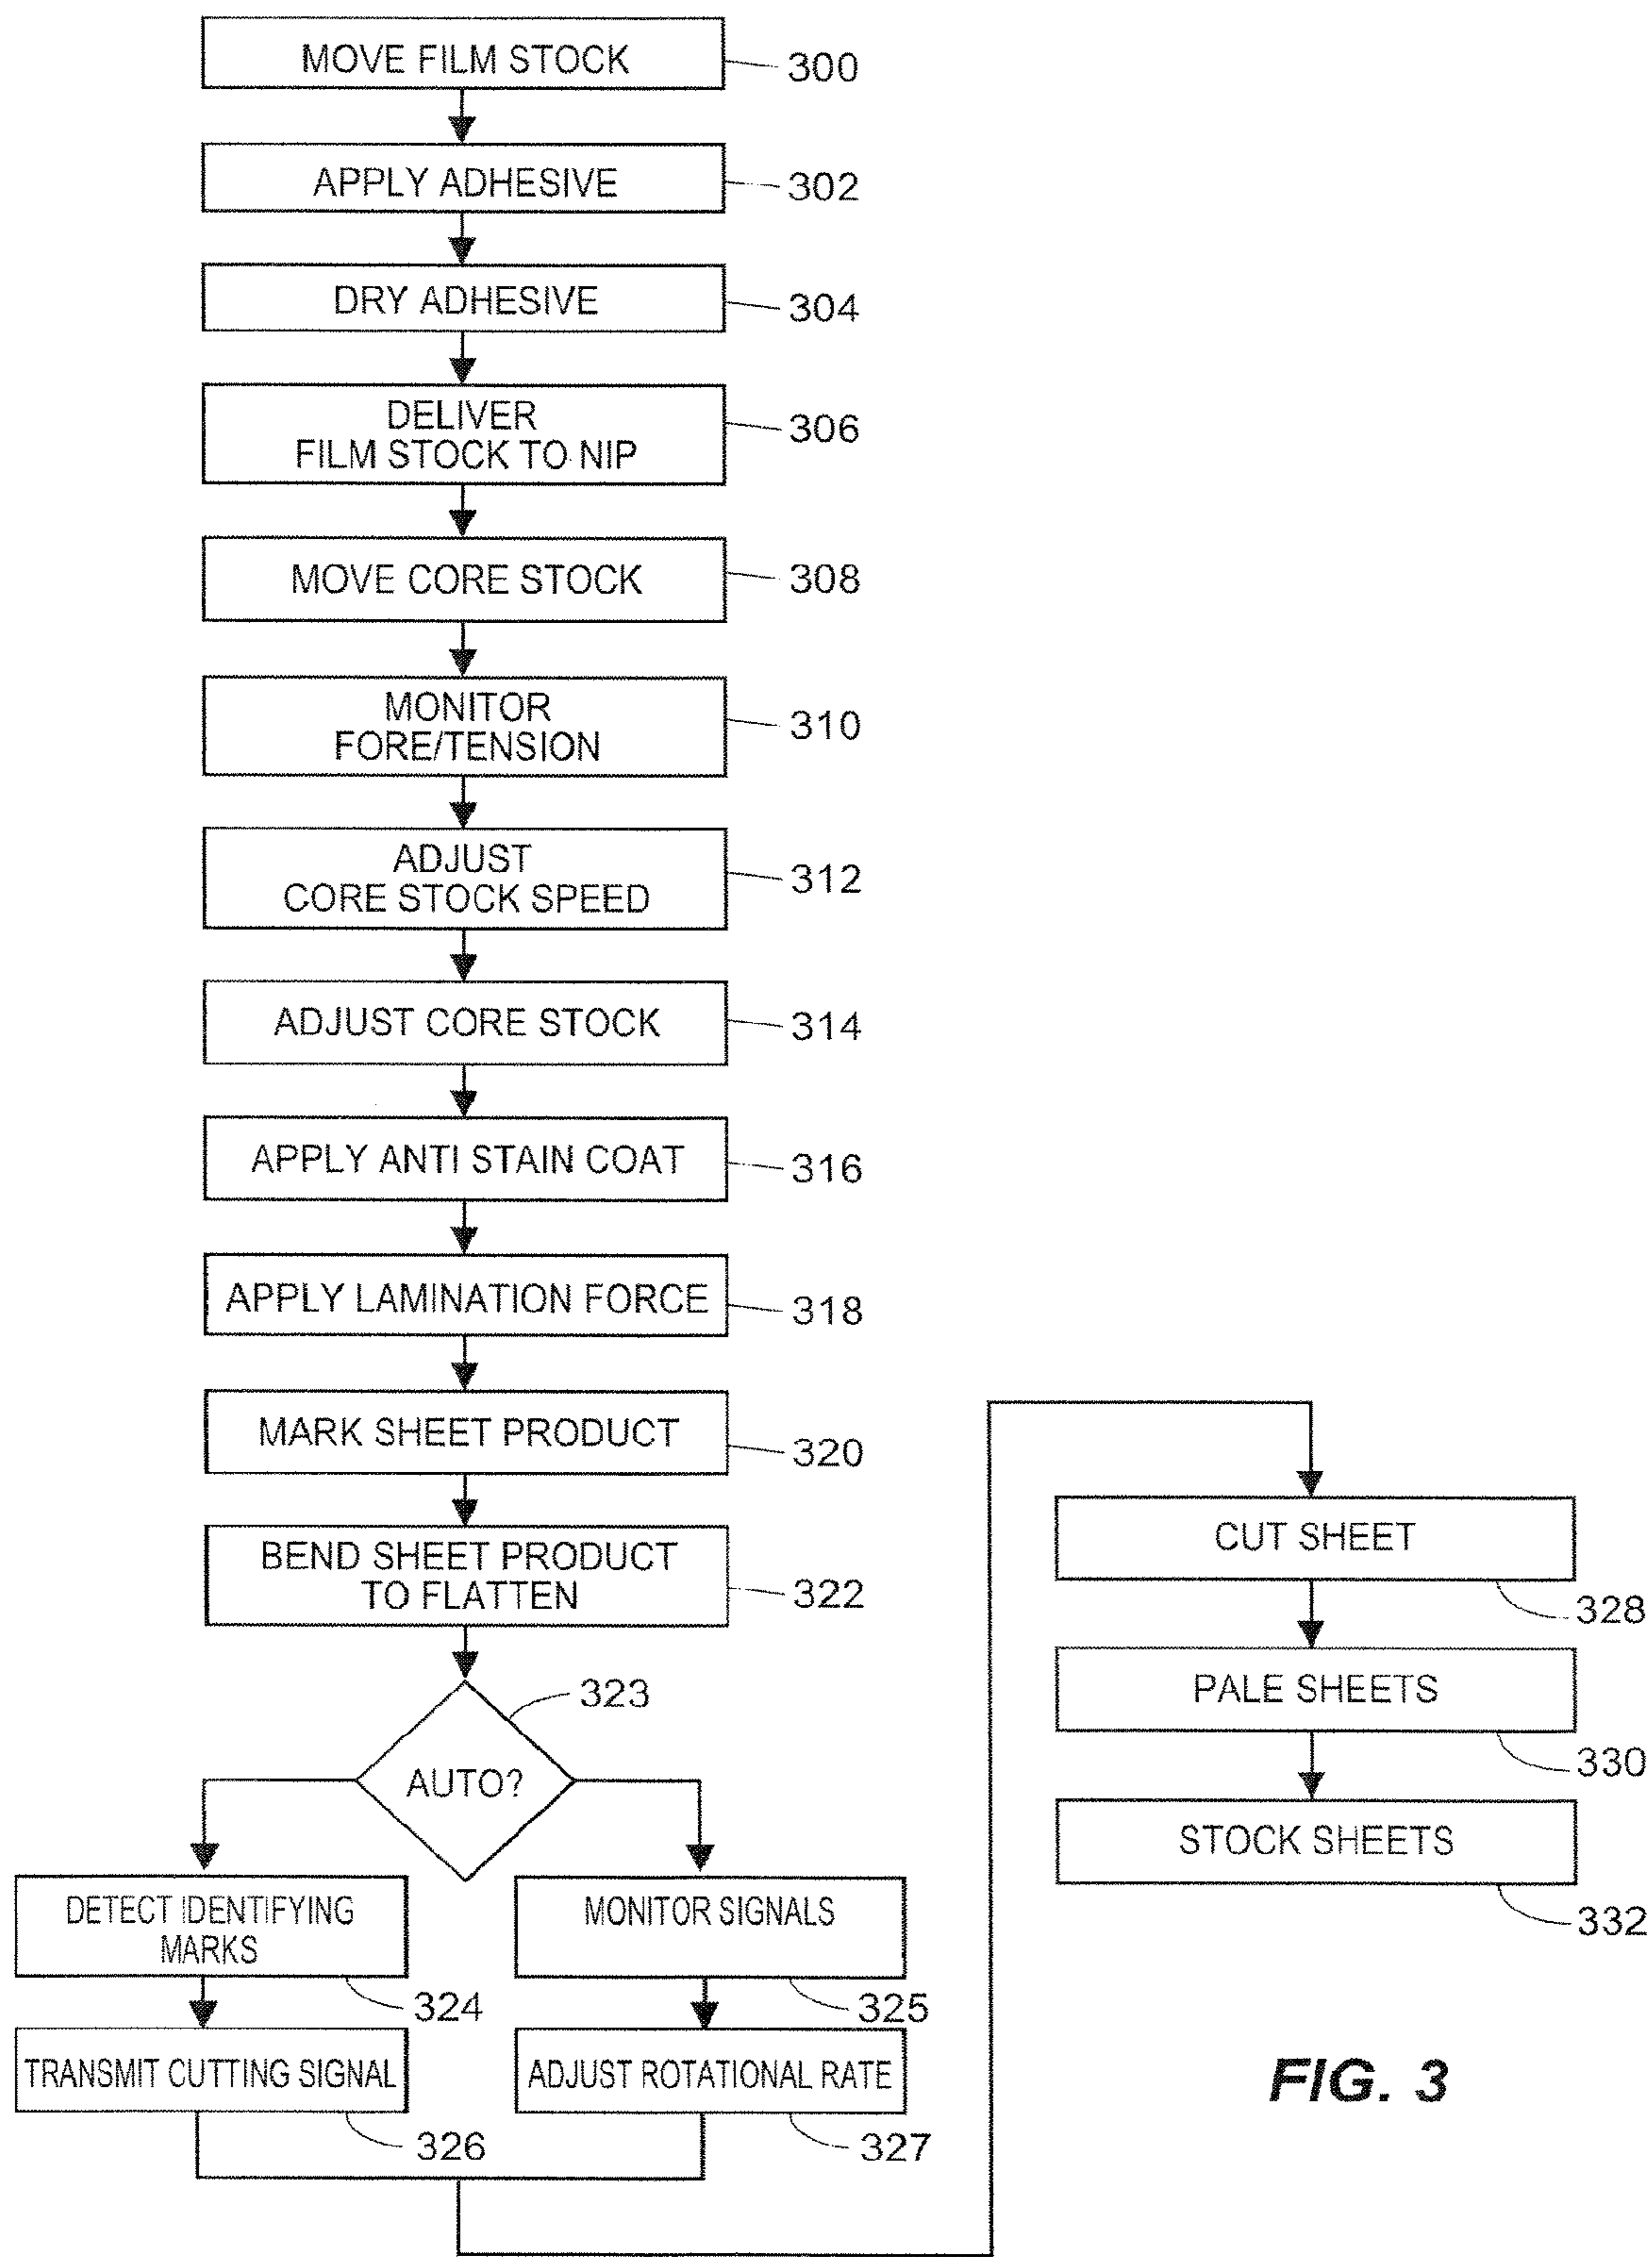 MOVE FILM STOCK
300
APPLY ADHESIVE
302
DRY ADHESIVE
304
DELIVER
FILM STOCK TO NIP
306
MOVE CORE STOCK
308
MONITOR
FORE/TENSION
310
ADJUST
CORE STOCK SPEED
312
ADJUST CORE STOCK
314
APPLY ANTI STAIN COAT
316
APPLY LAMINATION FORCE
318
MARK SHEET PRODUCT
320
BEND SHEET PRODUCT
TO FLATTEN
322
323
AUTO?
DETECT IDENTIFYING
MARKS
324
MONITOR SIGNALS
325
TRANSMIT CUTTING SIGNAL
326
ADJUST ROTATIONAL RATE
327
CUT SHEET
328
PALE SHEETS
330
STOCK SHEETS
332
FIG. 3